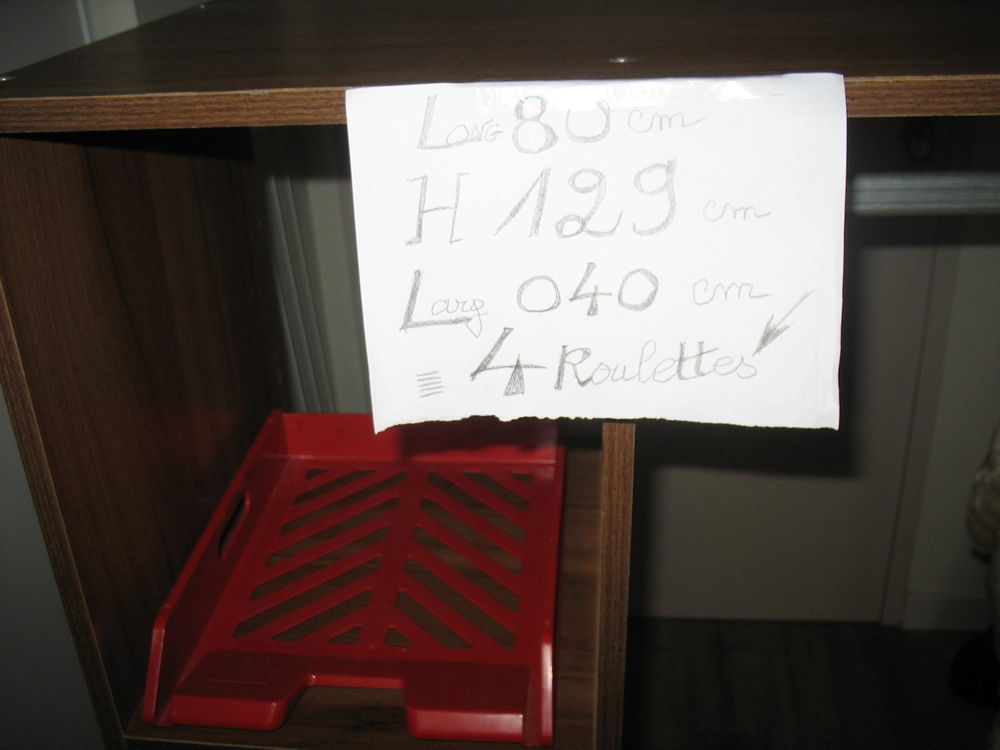 Long 80 cm
H 129 cm
Larg 040 cm
4 Roulettes